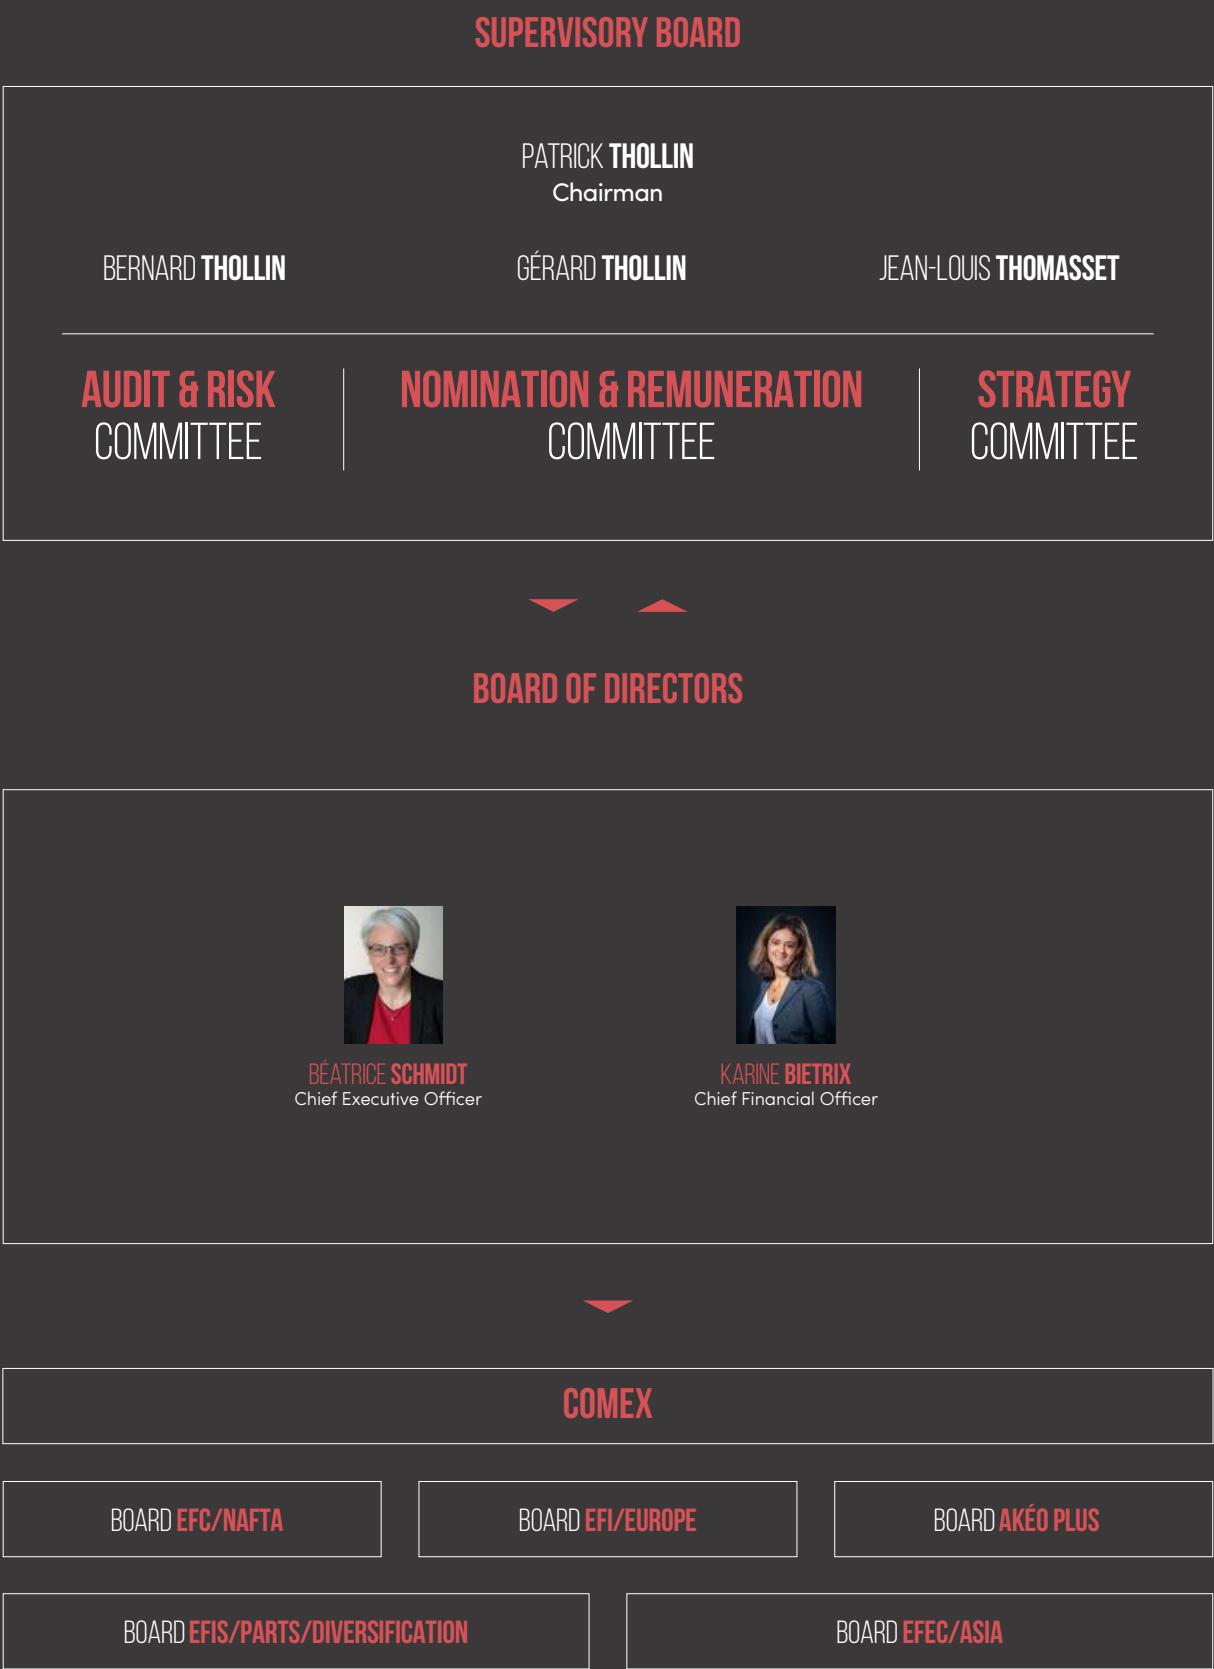 SUPERVISORY BOARD
PATRICK THOLLIN
Chairman
BERNARD THOLLIN
GÉRARD THOLLIN
JEAN-LOUIS THOMASSET
AUDIT & RISK
COMMITTEE
NOMINATION & REMUNERATION
COMMITTEE
STRATEGY
COMMITTEE
BOARD OF DIRECTORS
BÉATRICE SCHMIDT
Chief Executive Officer
KARINE BIETRIX
Chief Financial Officer
COMEX
BOARD EFC/NAFTA
BOARD EFI/EUROPE
BOARD AKÉO PLUS
BOARD EFIS/PARTS/DIVERSIFICATION
BOARD EFEC/ASIA